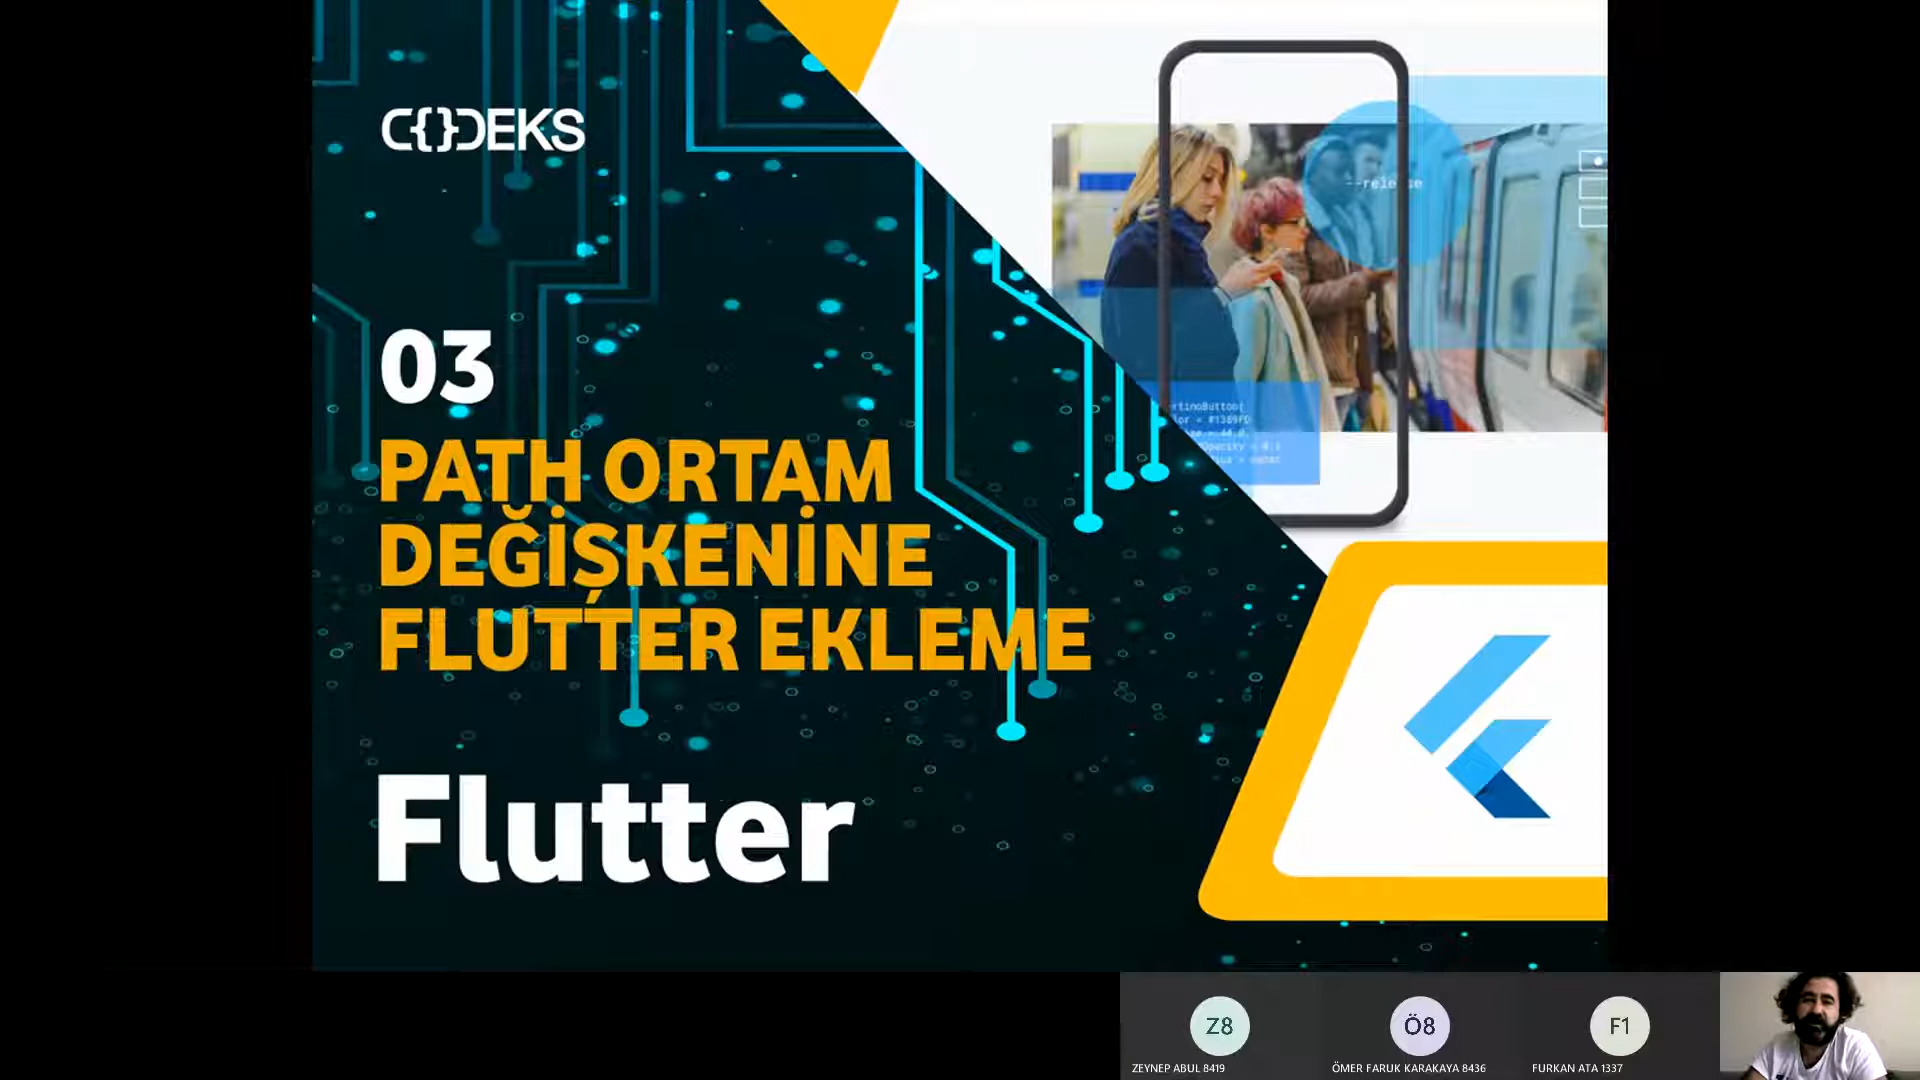 C{}DEKS
--release
03
PATH ORTAM
DEĞİŞKENİNE
FLUTTER EKLEME
Flutter
Z8
Ö8
F1
ZEYNEP ABUL 8419
ÖMER FARUK KARAKAYA 8436
FURKAN ATA 1337